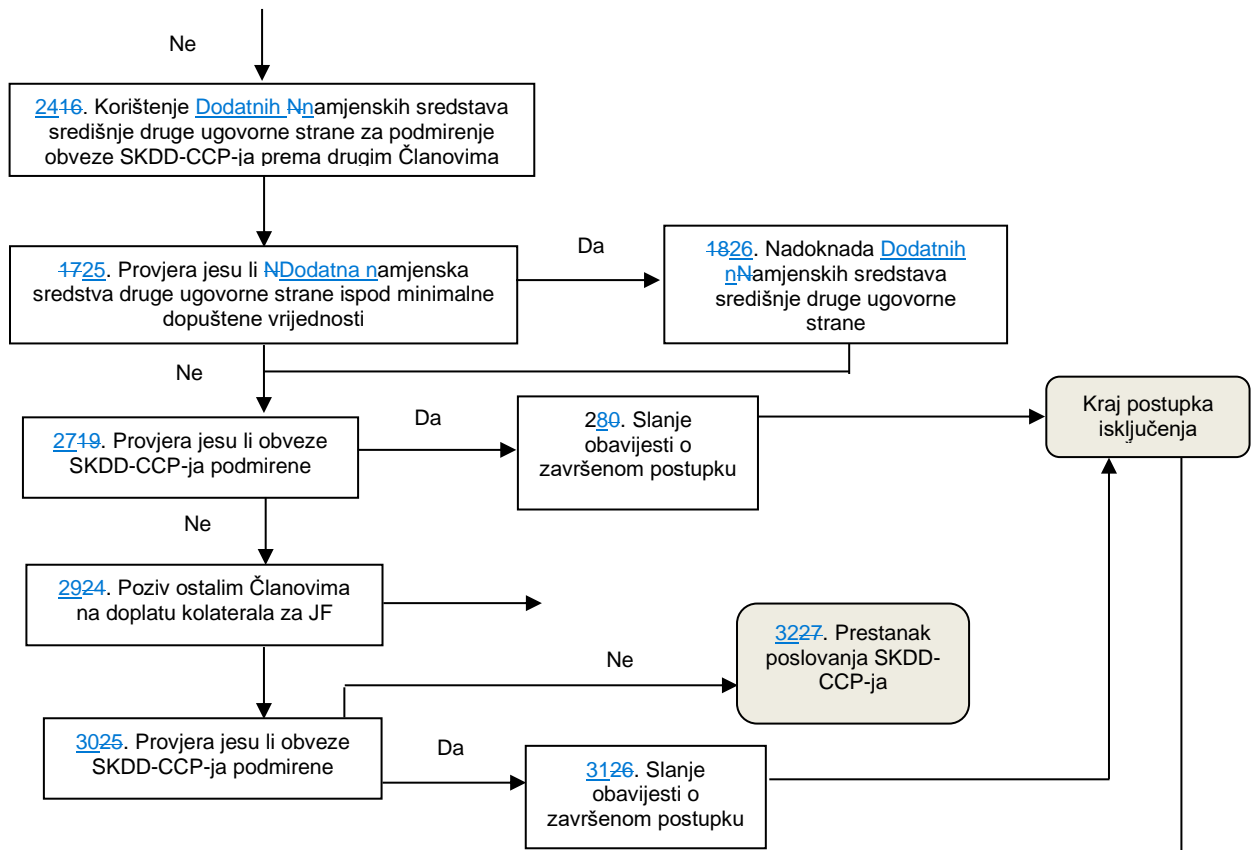 Ne
2416. Korištenje Dodatnih Nnamjenskih sredstava
središnje druge ugovorne strane za podmirenje
obveze SKDD-CCP-ja prema drugim Članovima
1725. Provjera jesu li NDodatna namjenska
sredstva druge ugovorne strane ispod minimalne
dopuštene vrijednosti
Da
1826. Nadoknada Dodatnih
nNamjenskih sredstava
središnje druge ugovorne
strane
Ne
2719. Provjera jesu li obveze
SKDD-CCP-ja podmirene
Da
280. Slanje
obavijesti o
završenom postupku
Kraj postupka
isključenja
Ne
2924. Poziv ostalim Članovima
na doplatu kolaterala za JF
Ne
3227. Prestanak
poslovanja SKDD-
CCP-ja
3025. Provjera jesu li obveze
SKDD-CCP-ja podmirene
Da
3126. Slanje
obavijesti o
završenom postupku